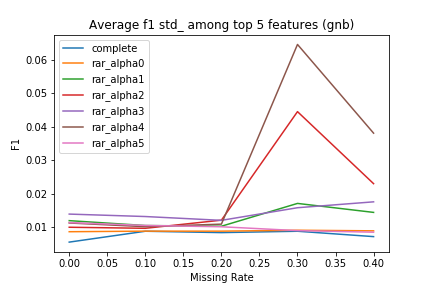 Average f1 std_ among top 5 features (gnb)
complete
rar_alpha0
rar_alpha1
rar_alpha2
rar_alpha3
rar_alpha4
rar_alpha5
F1
0.06
0.05
0.04
0.03
0.02
0.01
0.00 0.05 0.10 0.15 0.20 0.25 0.30 0.35 0.40
Missing Rate